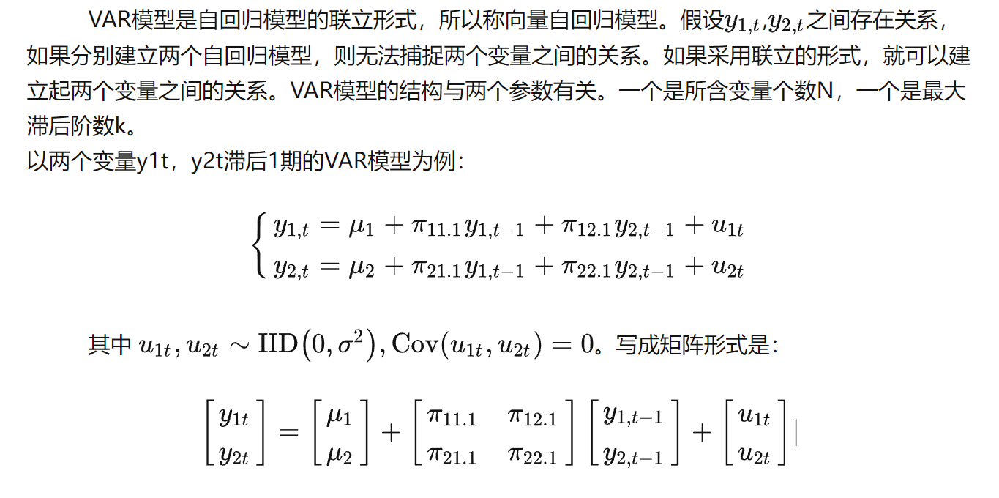 VAR模型是自回归模型的联立形式，所以称向量自回归模型。假设$y_{1,t}$,$y_{2,t}$之间存在关系，
如果分别建立两个自回归模型，则无法捕捉两个变量之间的关系。如果采用联立的形式，就可以建
立起两个变量之间的关系。VAR模型的结构与两个参数有关。一个是所含变量个数N，一个是最大
滞后阶数k。
以两个变量y1t，y2t滞后1期的VAR模型为例：
$$\begin{cases} y_{1,t} = \mu_1 + \pi_{11.1} y_{1,t-1} + \pi_{12.1} y_{2,t-1} + u_{1t} \\ y_{2,t} = \mu_2 + \pi_{21.1} y_{1,t-1} + \pi_{22.1} y_{2,t-1} + u_{2t} \end{cases}$$
其中 $u_{1t}, u_{2t} \sim \mathrm{IID}(0, \sigma^2), \mathrm{Cov}(u_{1t}, u_{2t}) = 0$。写成矩阵形式是：
$$\begin{bmatrix} y_{1t} \\ y_{2t} \end{bmatrix} = \begin{bmatrix} \mu_1 \\ \mu_2 \end{bmatrix} + \begin{bmatrix} \pi_{11.1} & \pi_{12.1} \\ \pi_{21.1} & \pi_{22.1} \end{bmatrix} \begin{bmatrix} y_{1,t-1} \\ y_{2,t-1} \end{bmatrix} + \begin{bmatrix} u_{1t} \\ u_{2t} \end{bmatrix} |$$